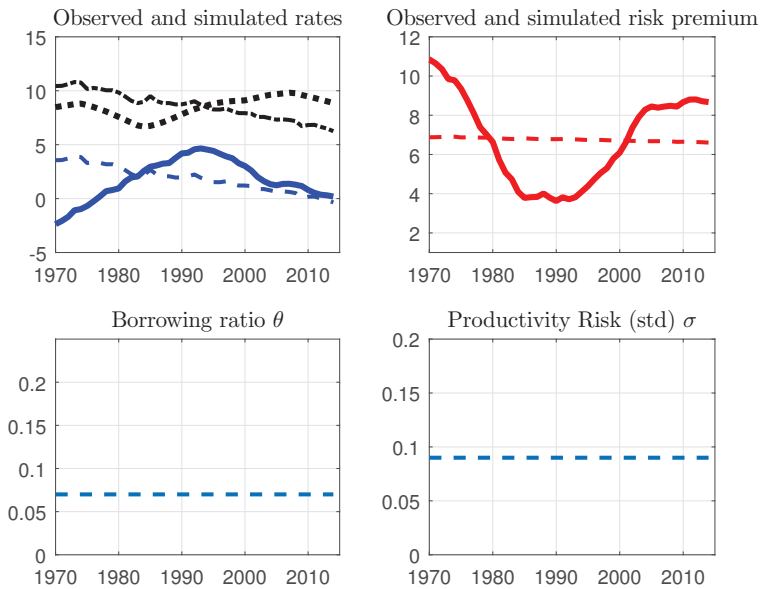 Observed and simulated rates
15
10
5
0
-5
1970 1980 1990 2000 2010
Observed and simulated risk premium
12
10
8
6
4
2
1970 1980 1990 2000 2010
Borrowing ratio θ
0.2
0.15
0.1
0.05
0
1970 1980 1990 2000 2010
Productivity Risk (std) σ
0.2
0.15
0.1
0.05
0
1970 1980 1990 2000 2010